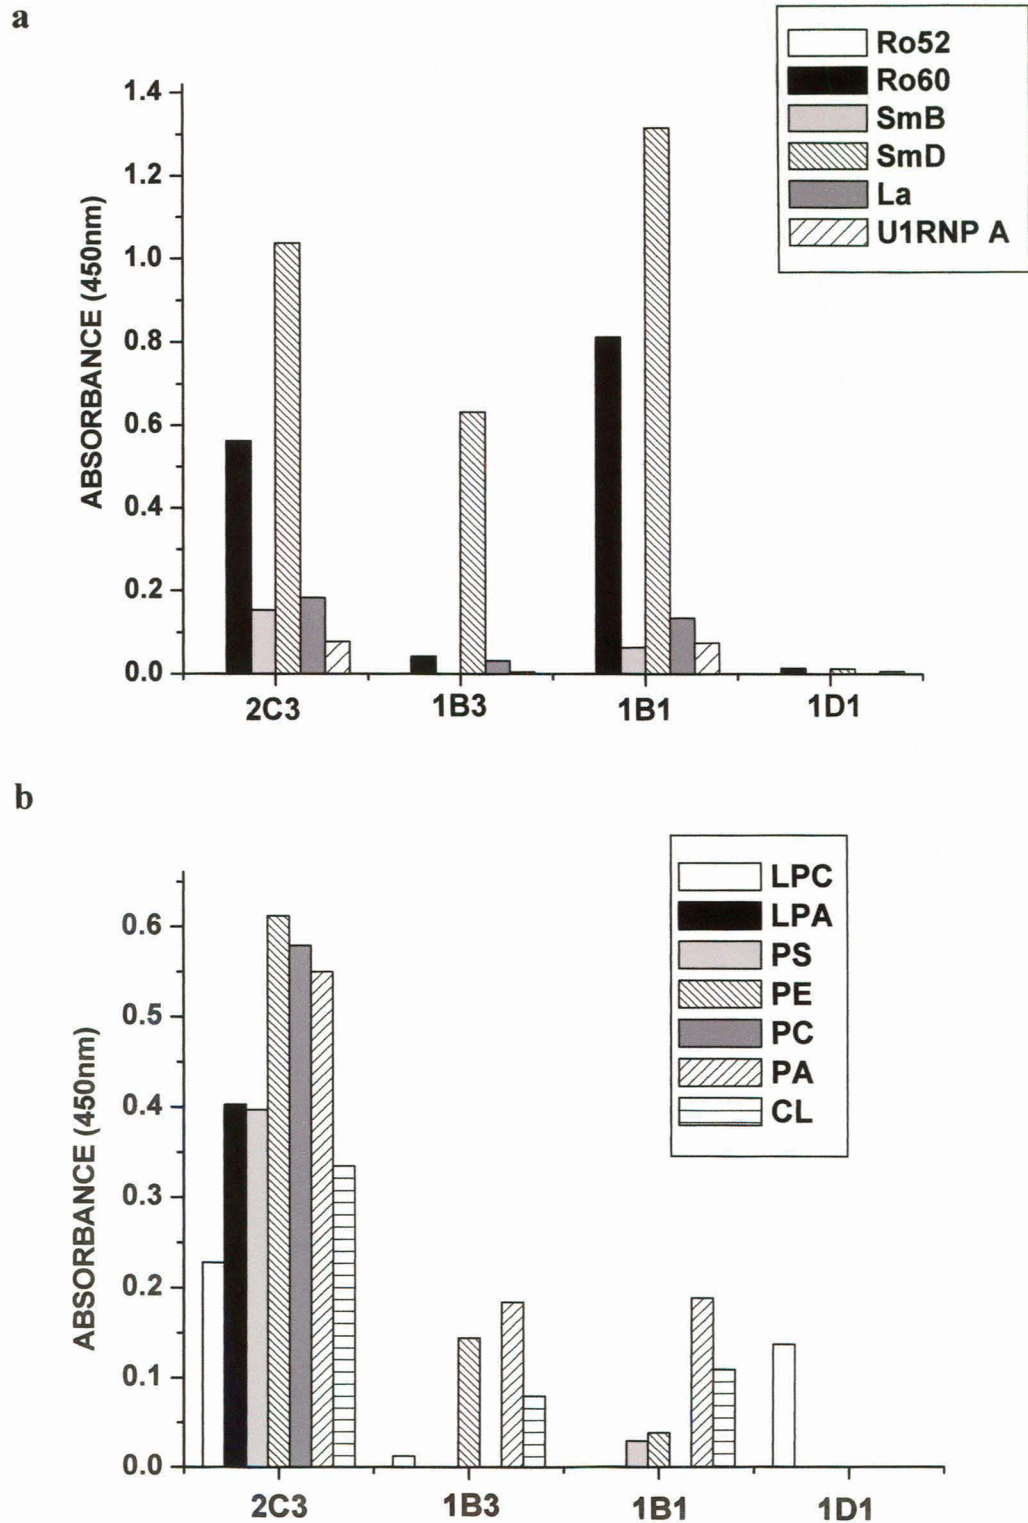 a
Ro52
Ro60
SmB
SmD
La
U1RNP A
1.4
1.2
1.0
0.8
0.6
0.4
0.2
0.0
ABSORBANCE (450nm)
2C3 1B3 1B1 1D1
b
LPC
LPA
PS
PE
PC
PA
CL
0.6
0.5
0.4
0.3
0.2
0.1
0.0
ABSORBANCE (450nm)
2C3 1B3 1B1 1D1